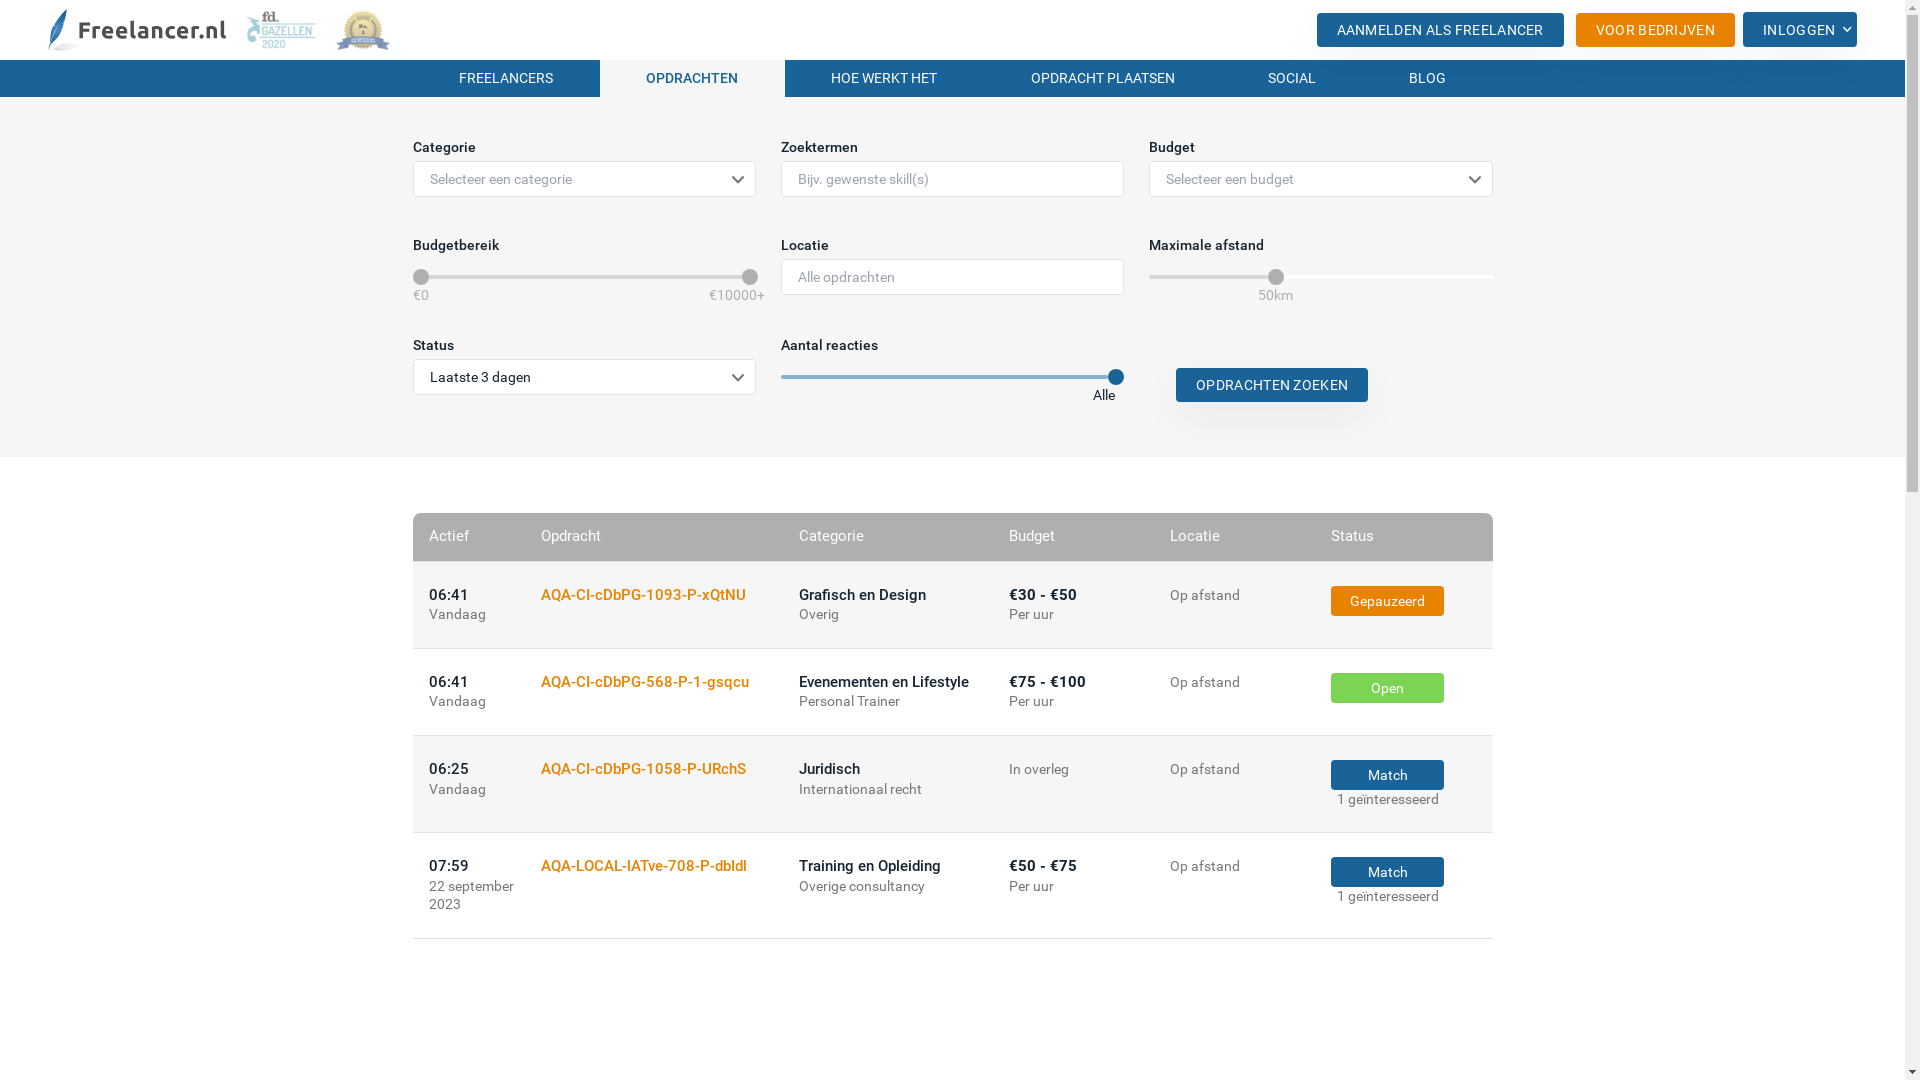 Freelancer.nl
fd.
GAZELLEN
2020
AANMELDEN ALS FREELANCER
VOOR BEDRIJVEN
INLOGGEN
FREELANCERS
OPDRACHTEN
HOE WERKT HET
OPDRACHT PLAATSEN
SOCIAL
BLOG
Categorie
Zoektermen
Budget
Selecteer een categorie
Bijv. gewenste skill(s)
Selecteer een budget
Budgetbereik
Locatie
Maximale afstand
Alle opdrachten
€0
€10000+
50km
Status
Aantal reacties
Laatste 3 dagen
Alle
OPDRACHTEN ZOEKEN
Actief
Opdracht
Categorie
Budget
Locatie
Status
06:41
Vandaag
AQA-CI-cDbPG-1093-P-xQtNU
Grafisch en Design
Overig
€30 - €50
Per uur
Op afstand
Gepauzeerd
06:41
Vandaag
AQA-CI-cDbPG-568-P-1-gsqcu
Evenementen en Lifestyle
Personal Trainer
€75 - €100
Per uur
Op afstand
Open
06:25
Vandaag
AQA-CI-cDbPG-1058-P-URchS
Juridisch
Internationaal recht
In overleg
Op afstand
Match
1 geïnteresseerd
07:59
22 september
2023
Training en Opleiding
Overige consultancy
€50 - €75
Per uur
Op afstand
Match
1 geïnteresseerd